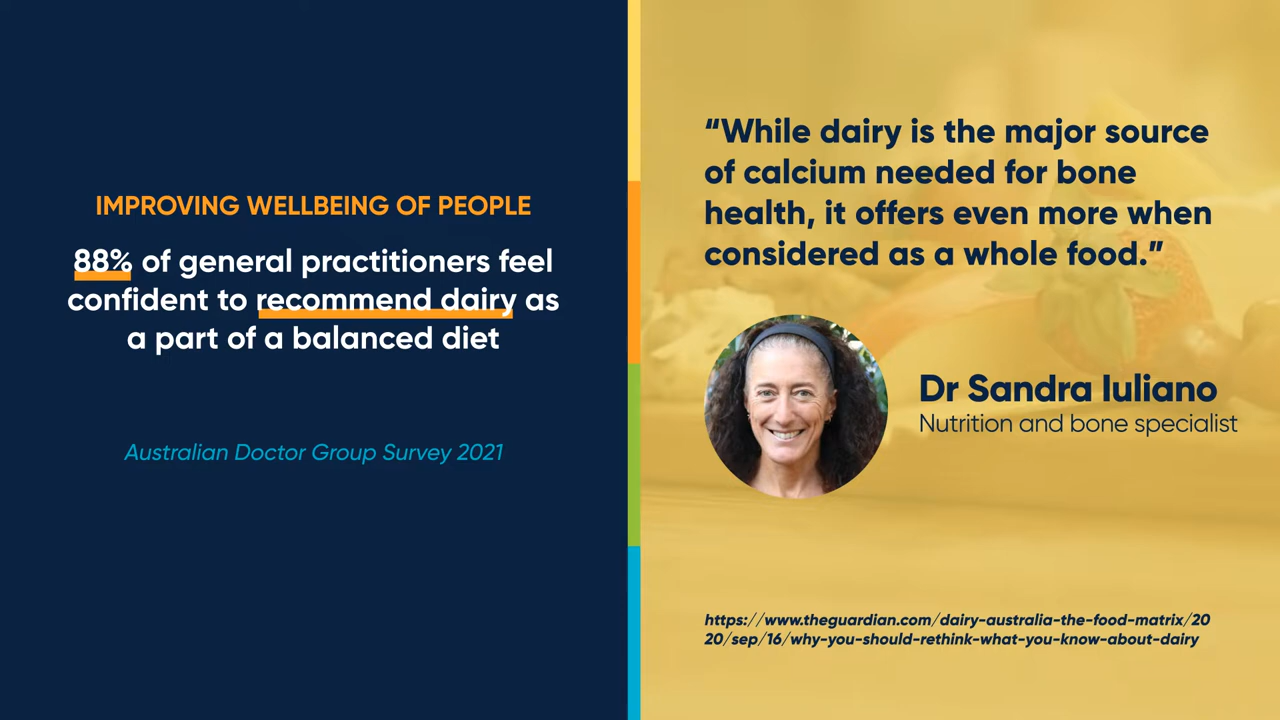 IMPROVING WELLBEING OF PEOPLE
88% of general practitioners feel
confident to recommend dairy as
a part of a balanced diet
Australian Doctor Group Survey 2021
“While dairy is the major source
of calcium needed for bone
health, it offers even more when
considered as a whole food.”
Dr Sandra Iuliano
Nutrition and bone specialist
https://www.theguardian.com/dairy-australia-the-food-matrix/20
20/sep/16/why-you-should-rethink-what-you-know-about-dairy